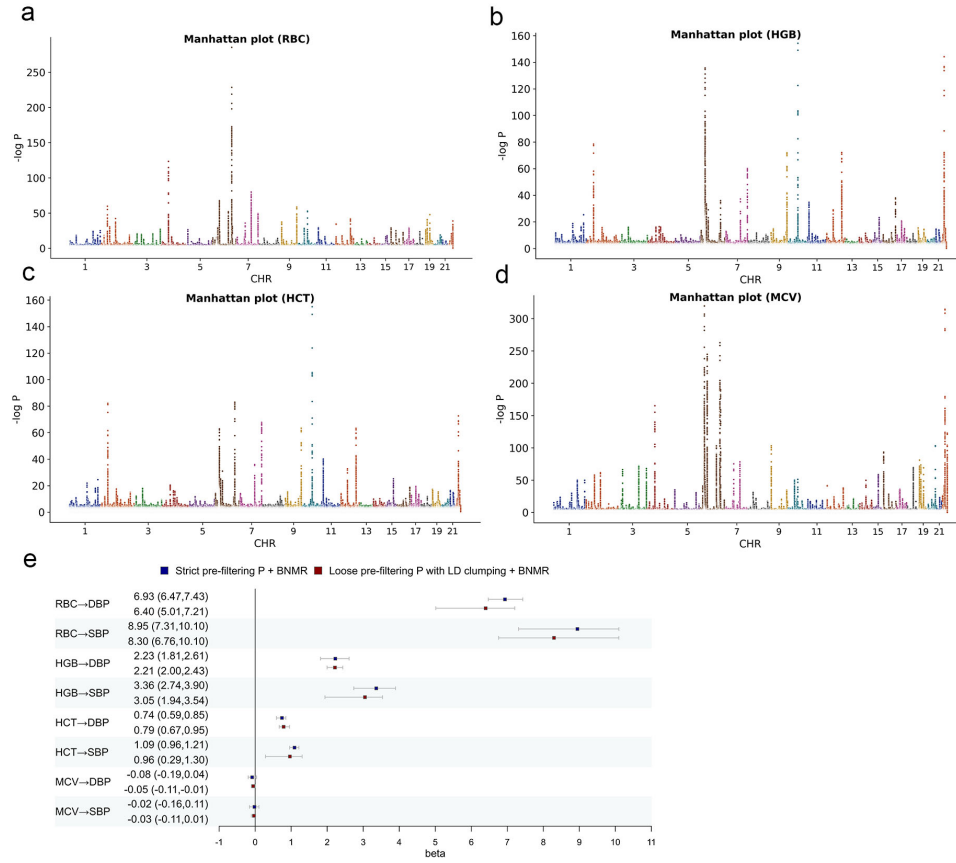 a
Manhattan plot (RBC)
-log P
250
200
150
100
50
0
1 3 5 7 9 11 13 15 17 19 21
CHR
b
Manhattan plot (HGB)
-log P
160
140
120
100
80
60
40
20
0
1 3 5 7 9 11 13 15 17 19 21
CHR
c
Manhattan plot (HCT)
-log P
160
140
120
100
80
60
40
20
0
1 3 5 7 9 11 13 15 17 19 21
CHR
d
Manhattan plot (MCV)
-log P
300
250
200
150
100
50
0
1 3 5 7 9 11 13 15 17 19 21
CHR
e
Strict pre-filtering P + BNMR Loose pre-filtering P with LD clumping + BNMR
RBC→DBP
6.93 (6.47,7.43)
6.40 (5.01,7.21)
RBC→SBP
8.95 (7.31,10.10)
8.30 (6.76,10.10)
HGB→DBP
2.23 (1.81,2.61)
2.21 (2.00,2.43)
HGB→SBP
3.36 (2.74,3.90)
3.05 (1.94,3.54)
HCT→DBP
0.74 (0.59,0.85)
0.79 (0.67,0.95)
HCT→SBP
1.09 (0.96,1.21)
0.96 (0.29,1.30)
MCV→DBP
-0.08 (-0.19,0.04)
-0.05 (-0.11,-0.01)
MCV→SBP
-0.02 (-0.16,0.11)
-0.03 (-0.11,0.01)
-1 0 1 2 3 4 5 6 7 8 9 10 11
beta